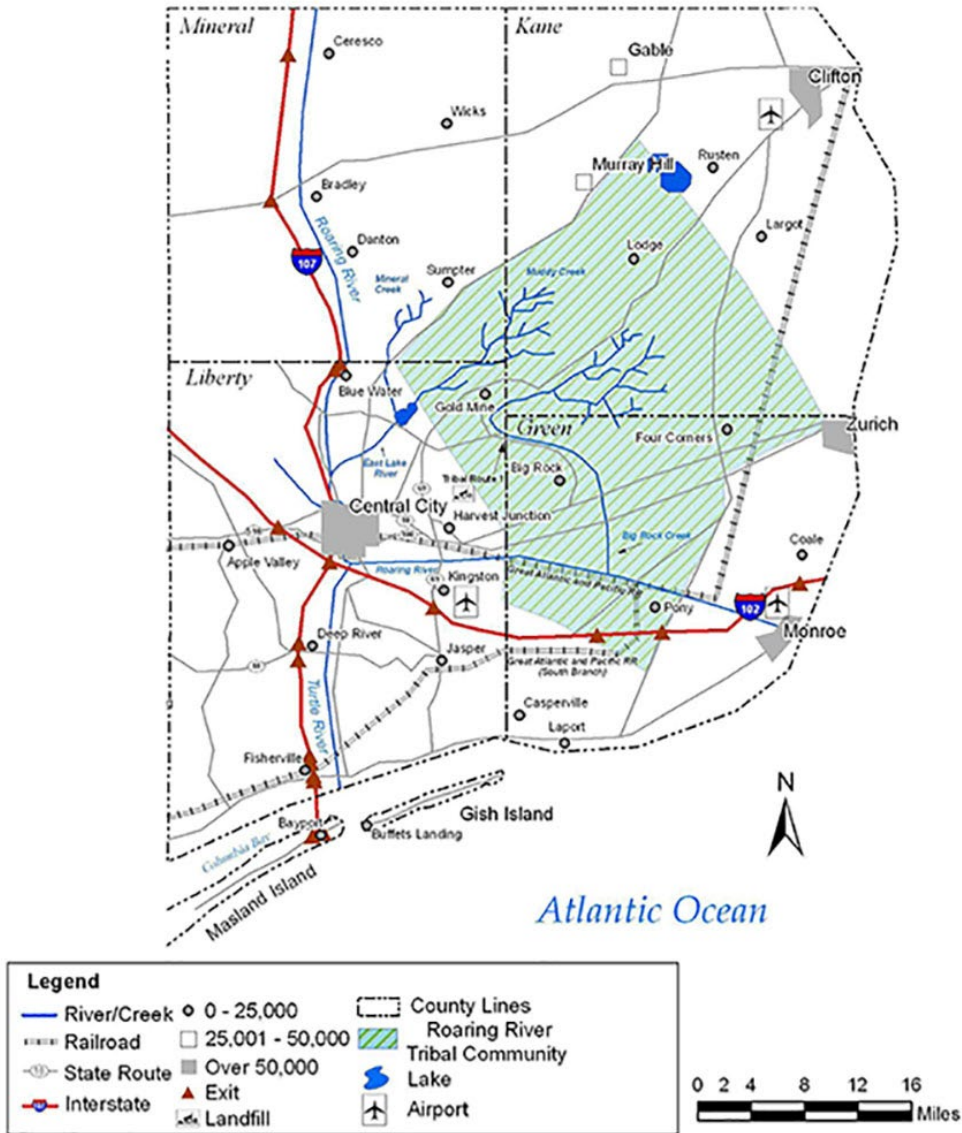 Mineral
Kane
Ceresco
Gable
Clifton
Wicks
Rusten
Murray Hill
Bradley
Roaring River
Largot
Danton
Lodge
107
Sumpter
Mineral
Creek
Muddy Creek
Liberty
Blue Water
Gold Mine
Green
Zurich
Four Corners
East Lake
River
Big Rock
Tribal Route 1
Central City
Harvest Junction
Big Rock Creek
Coale
Apple Valley
Roaring River
Kingston
Great Atlantic and Pacific RR
102
Pony
Monroe
Deep River
Jasper
Great Atlantic and Pacific RR
(South Branch)
Turtle River
Casperville
Laport
Fisherville
N
Gish Island
Bayport
Buffets Landing
Columbia Bay
Masland Island
Atlantic Ocean
Legend
River/Creek
0 - 25,000
County Lines
Railroad
25,001 - 50,000
Roaring River
Tribal Community
State Route
Over 50,000
Lake
Interstate
Exit
Airport
Landfill
0 2 4 8 12 16
Miles